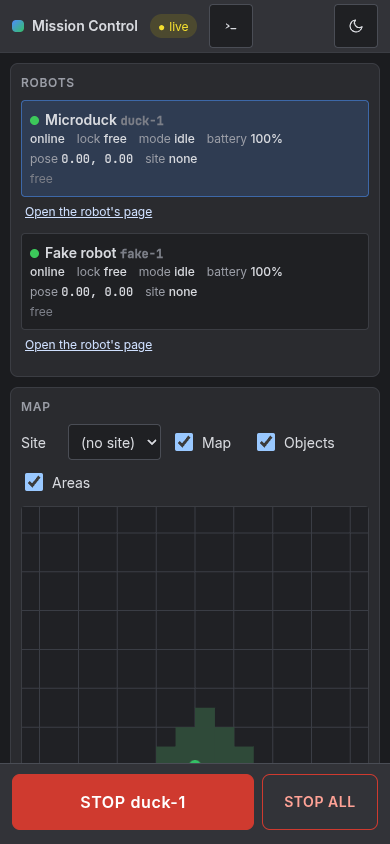 Mission Control ● live >_
ROBOTS
Microduck duck-1
online lock free mode idle battery 100%
pose 0.00, 0.00 site none
free
Open the robot's page
Fake robot fake-1
online lock free mode idle battery 100%
pose 0.00, 0.00 site none
free
Open the robot's page
MAP
Site (no site) Map Objects
Areas
STOP duck-1 STOP ALL